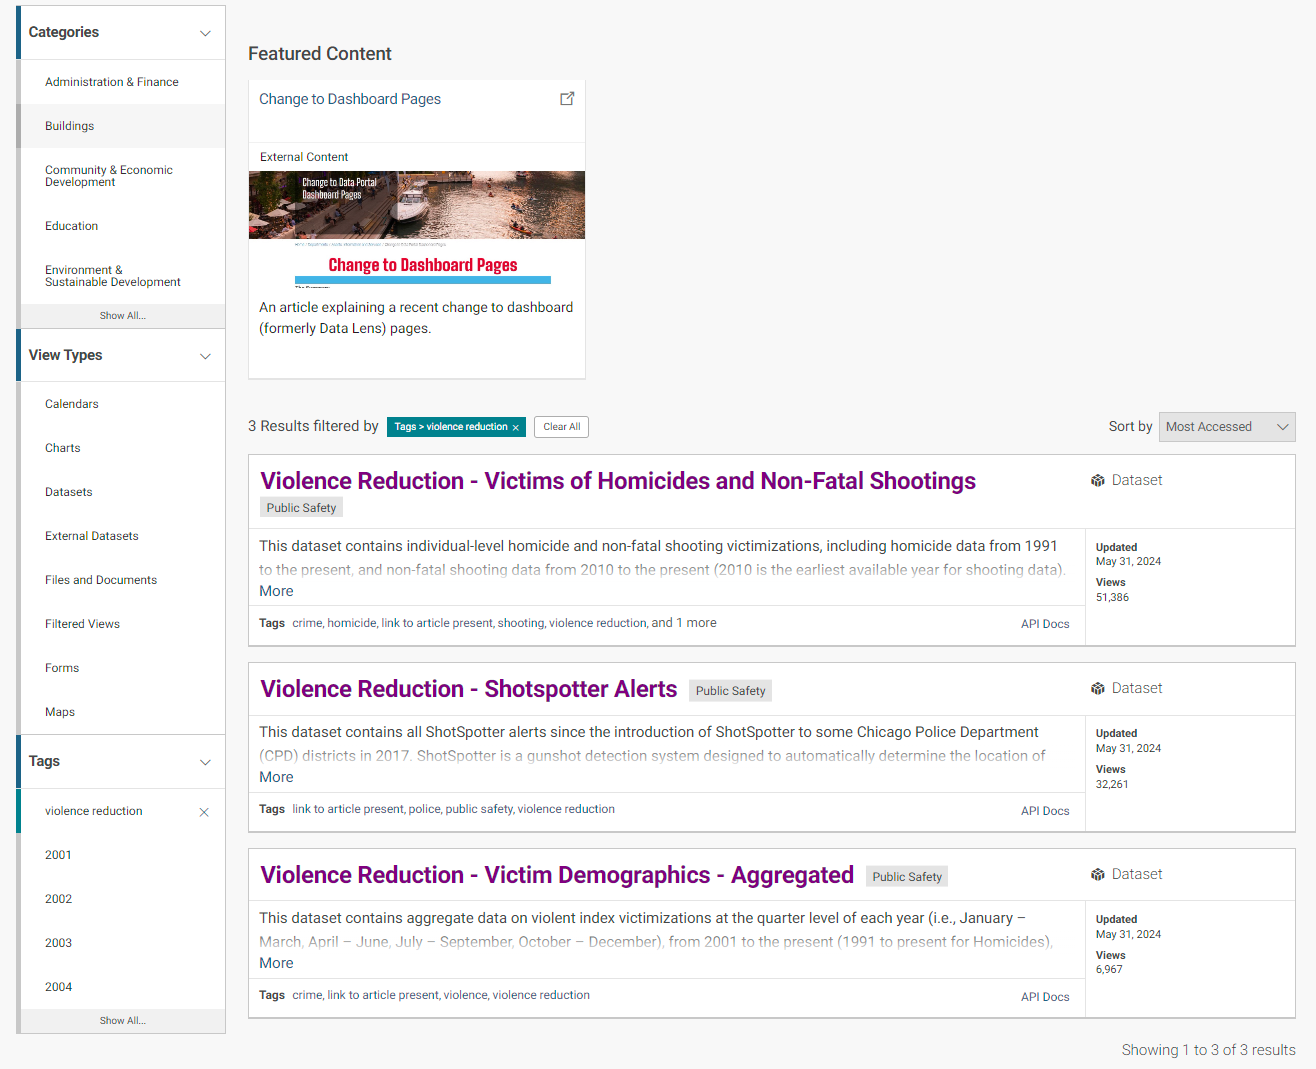 Categories
Administration & Finance
Buildings
Community & Economic
Development
Education
Environment &
Sustainable Development
Show All...
View Types
Calendars
Charts
Datasets
External Datasets
Files and Documents
Filtered Views
Forms
Maps
Tags
violence reduction
2001
2002
2003
2004
Show All...
Featured Content
Change to Dashboard Pages
External Content
Change to Data Portal
Dashboard Pages
Change to Dashboard Pages
An article explaining a recent change to dashboard
(formerly Data Lens) pages.
3 Results filtered by Tags > violence reduction × Clear All
Sort by Most Accessed
Violence Reduction - Victims of Homicides and Non-Fatal Shootings
Public Safety
Dataset
This dataset contains individual-level homicide and non-fatal shooting victimizations, including homicide data from 1991
to the present, and non-fatal shooting data from 2010 to the present (2010 is the earliest available year for shooting data).
More
Tags crime, homicide, link to article present, shooting, violence reduction, and 1 more
API Docs
Updated
May 31, 2024
Views
51,386
Violence Reduction - Shotspotter Alerts Public Safety
Dataset
This dataset contains all ShotSpotter alerts since the introduction of ShotSpotter to some Chicago Police Department
(CPD) districts in 2017. ShotSpotter is a gunshot detection system designed to automatically determine the location of
More
Tags link to article present, police, public safety, violence reduction
API Docs
Updated
May 31, 2024
Views
32,261
Violence Reduction - Victim Demographics - Aggregated Public Safety
Dataset
This dataset contains aggregate data on violent index victimizations at the quarter level of each year (i.e., January –
March, April – June, July – September, October – December), from 2001 to the present (1991 to present for Homicides),
More
Tags crime, link to article present, violence, violence reduction
API Docs
Updated
May 31, 2024
Views
6,967
Showing 1 to 3 of 3 results